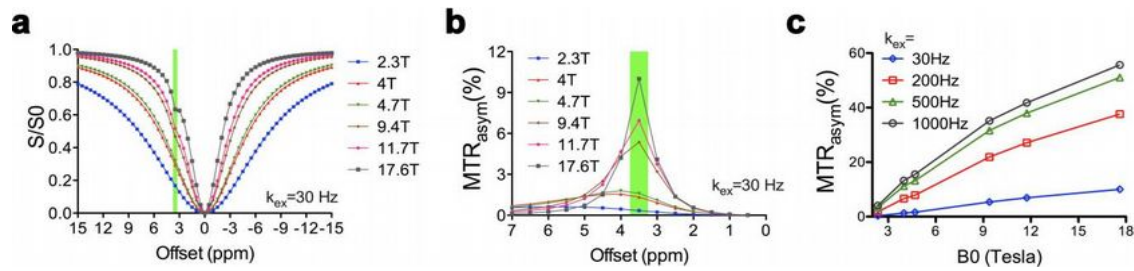 a
S/S0
1.0
0.8
0.6
0.4
0.2
0.0
15 12 9 6 3 0 -3 -6 -9 -12 -15
Offset (ppm)
kex=30 Hz
2.3T
4T
4.7T
9.4T
11.7T
17.6T
b
MTRasym(%)
12
9
6
3
0
7 6 5 4 3 2 1 0
Offset (ppm)
kex=30 Hz
2.3T
4T
4.7T
9.4T
11.7T
17.6T
c
MTRasym(%)
60
40
20
0
3 6 9 12 15 18
B0 (Tesla)
kex=
30Hz
200Hz
500Hz
1000Hz